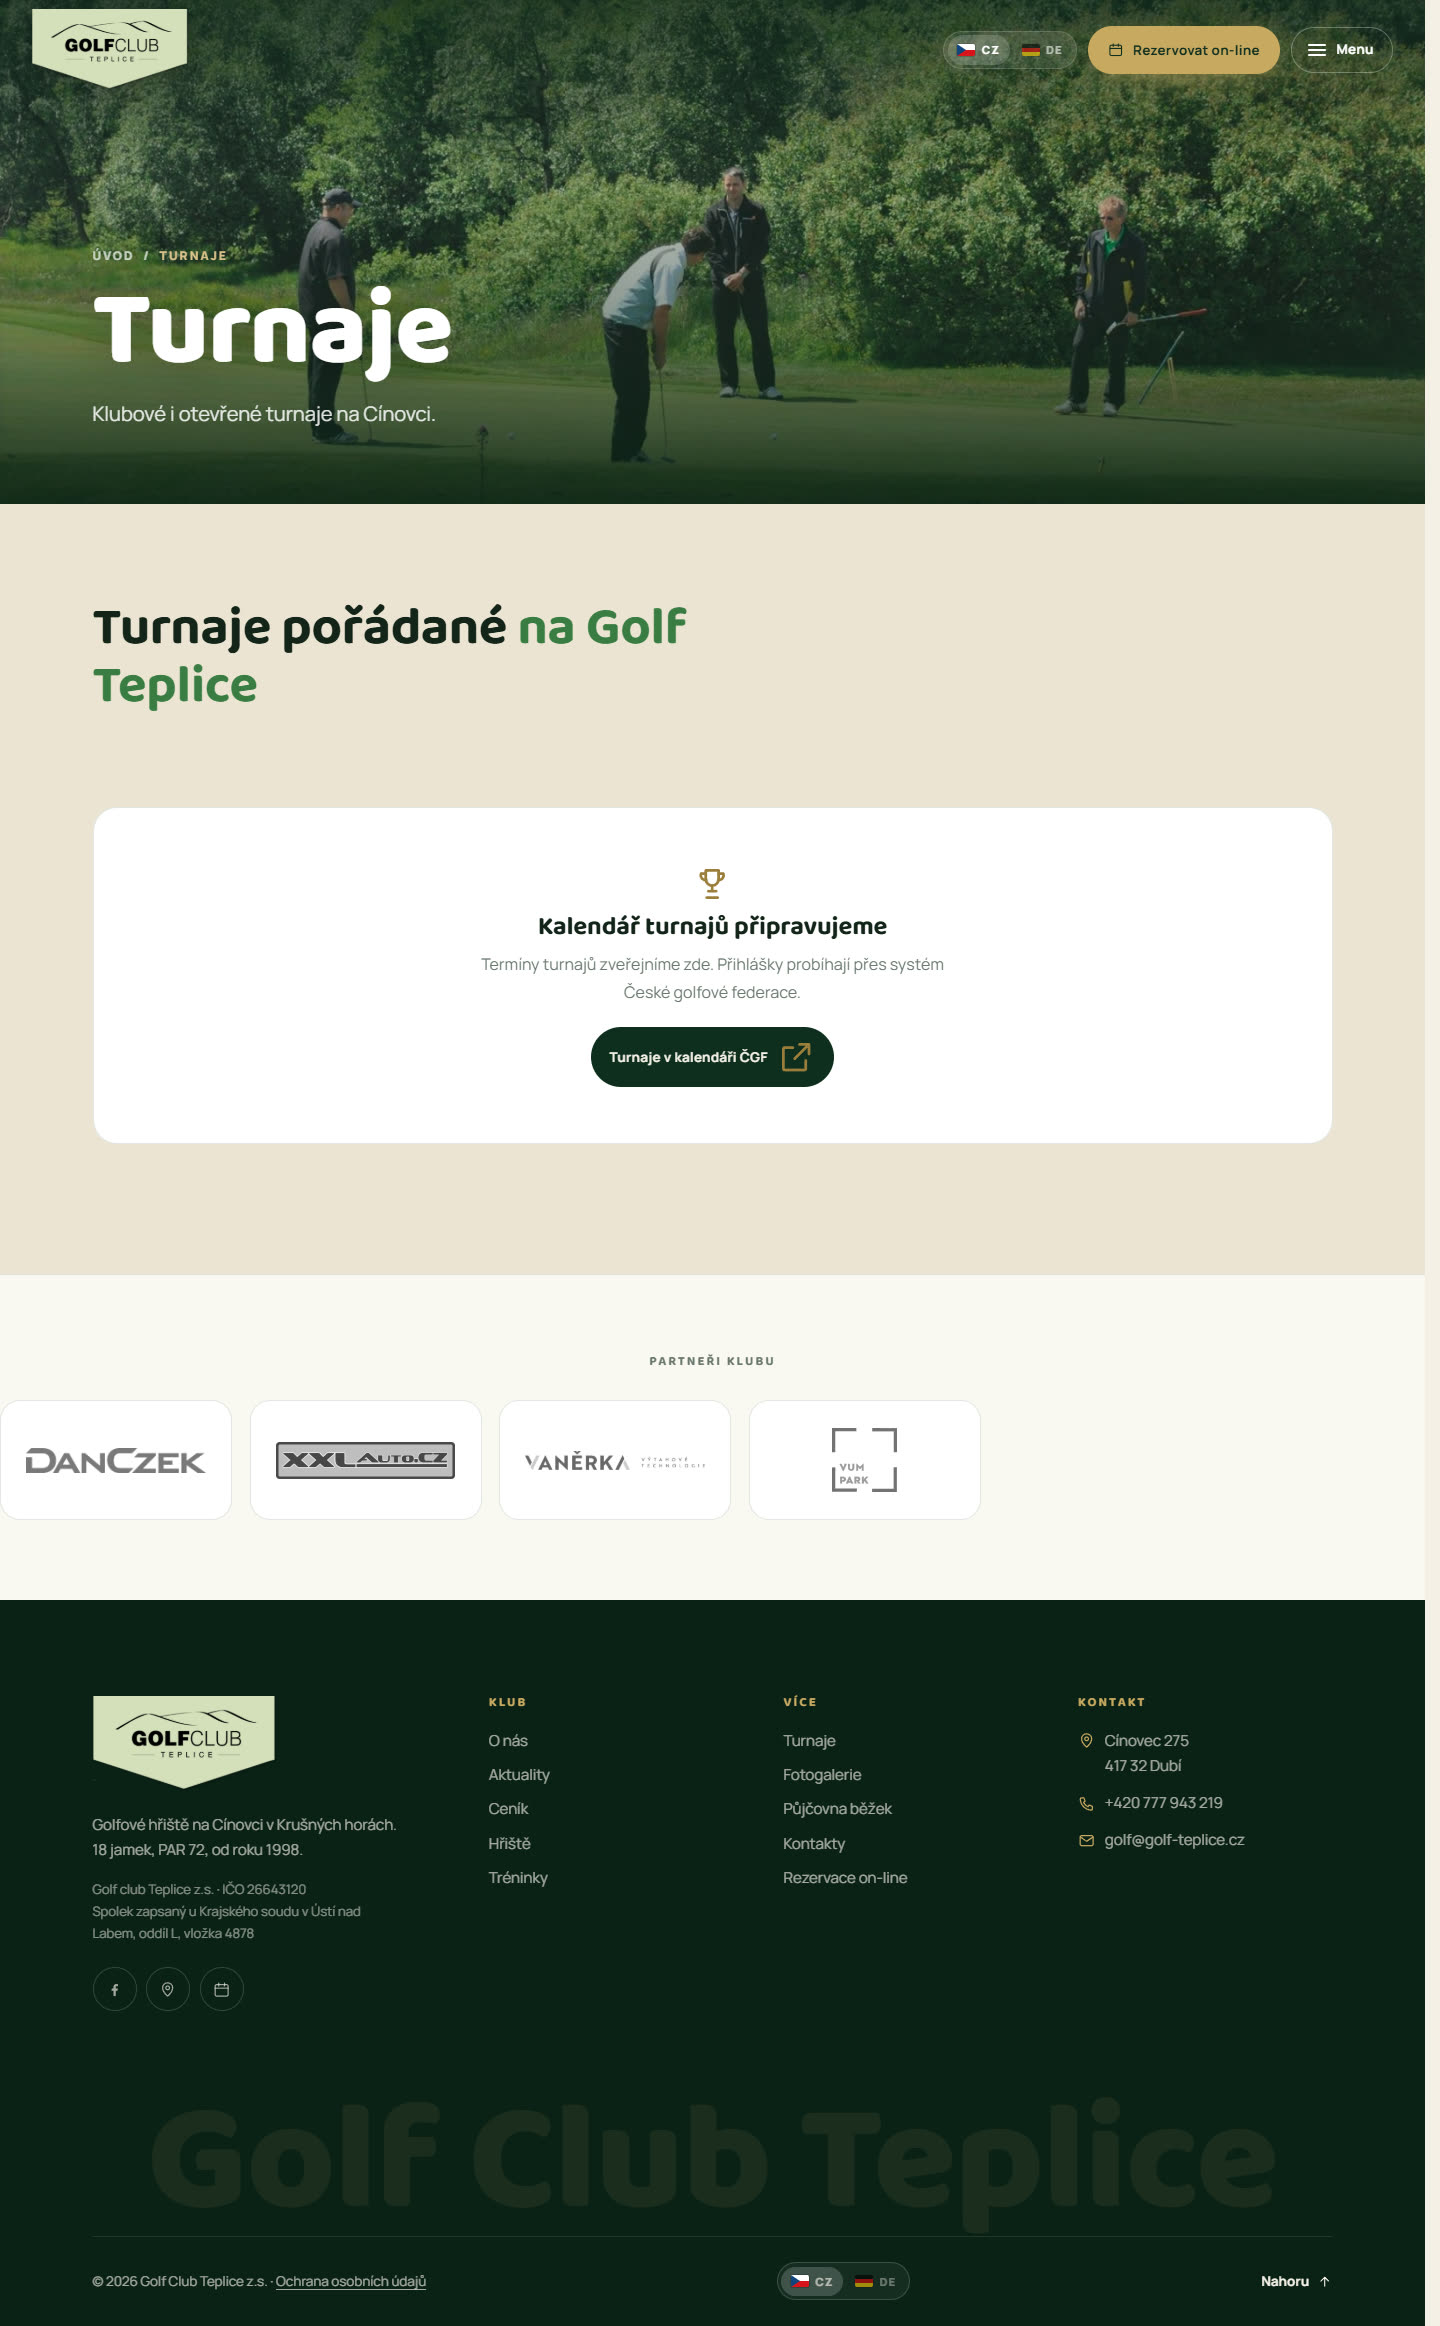 GOLFCLUB
TEPLICE
CZ
DE
Rezervovat on-line
Menu
ÚVOD / TURNAJE
Turnaje
Klubové i otevřené turnaje na Cínovci.
Turnaje pořádané na Golf
Teplice
Kalendář turnajů připravujeme
Termíny turnajů zveřejníme zde. Přihlášky probíhají přes systém
České golfové federace.
Turnaje v kalendáři ČGF
PARTNEŘI KLUBU
DANCZEK
XXLAUTO.CZ
VANĚRKA
VÝTAHOVÉ
TECHNOLOGIE
VUM
PARK
GOLFCLUB
TEPLICE
Golfové hřiště na Cínovci v Krušných horách.
18 jamek, PAR 72, od roku 1998.
Golf club Teplice z.s. · IČO 26643120
Spolek zapsaný u Krajského soudu v Ústí nad
Labem, oddíl L, vložka 4878
KLUB
O nás
Aktuality
Ceník
Hřiště
Tréninky
VÍCE
Turnaje
Fotogalerie
Půjčovna běžek
Kontakty
Rezervace on-line
KONTAKT
Cínovec 275
417 32 Dubí
+420 777 943 219
golf@golf-teplice.cz
Golf Club Teplice
© 2026 Golf Club Teplice z.s. · Ochrana osobních údajů
CZ
DE
Nahoru